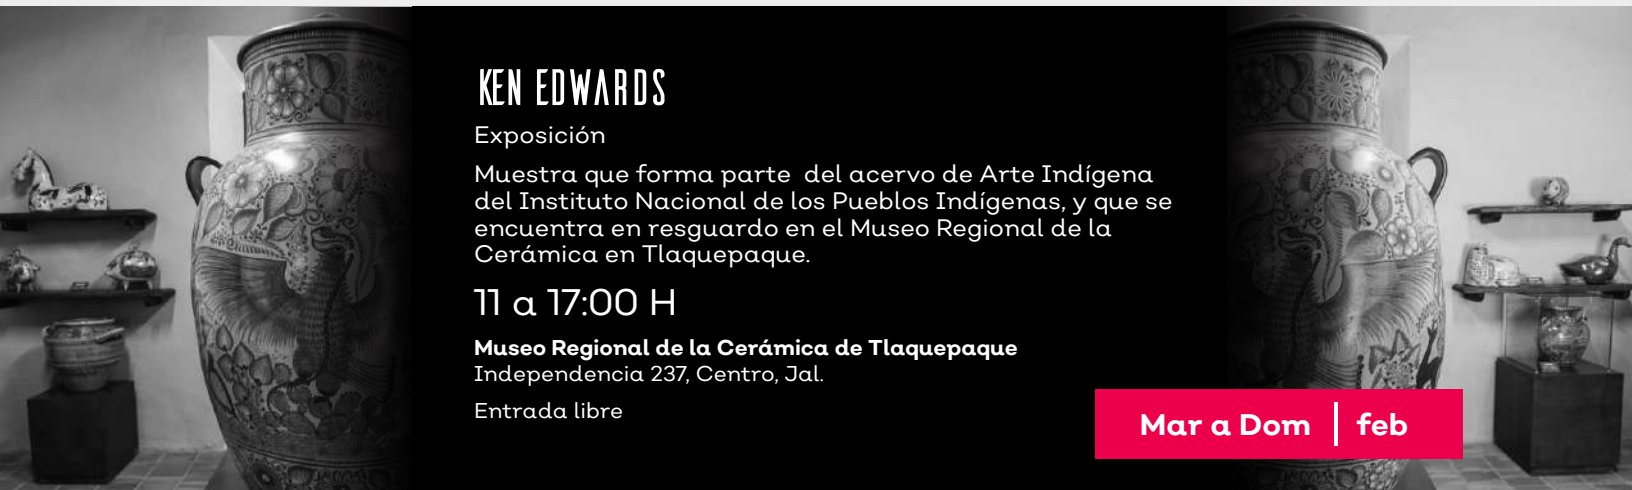 KEN EDWARDS
Exposición
Muestra que forma parte  del acervo de Arte Indígena
del Instituto Nacional de los Pueblos Indígenas, y que se
encuentra en resguardo en el Museo Regional de la
Cerámica en Tlaquepaque.
11 a 17:00 H
Museo Regional de la Cerámica de Tlaquepaque
Independencia 237, Centro, Jal.
Entrada libre
Mar a Dom | feb